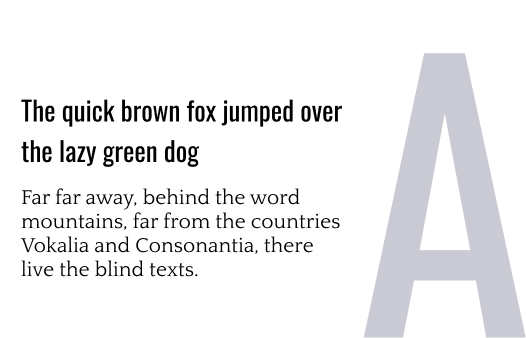 The quick brown fox jumped over
the lazy green dog
Far far away, behind the word
mountains, far from the countries
Vokalia and Consonantia, there
live the blind texts.
A